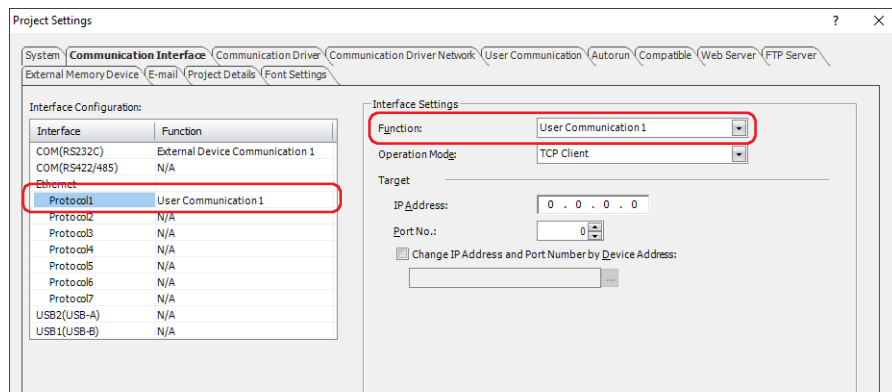 Project Settings
?
System Communication Interface Communication Driver Communication Driver Network User Communication Autorun Compatible Web Server FTP Server
External Memory Device E-mail Project Details Font Settings
Interface Configuration:
Interface Function
COM(RS232C) External Device Communication 1
COM(RS422/485) N/A
Ethernet
Protocol1 User Communication 1
Protocol2 N/A
Protocol3 N/A
Protocol4 N/A
Protocol5 N/A
Protocol6 N/A
Protocol7 N/A
USB2(USB-A) N/A
USB1(USB-B) N/A
Interface Settings
Function: User Communication 1
Operation Mode: TCP Client
Target
IP Address: 0 . 0 . 0 . 0
Port No.: 0
Change IP Address and Port Number by Device Address:
...